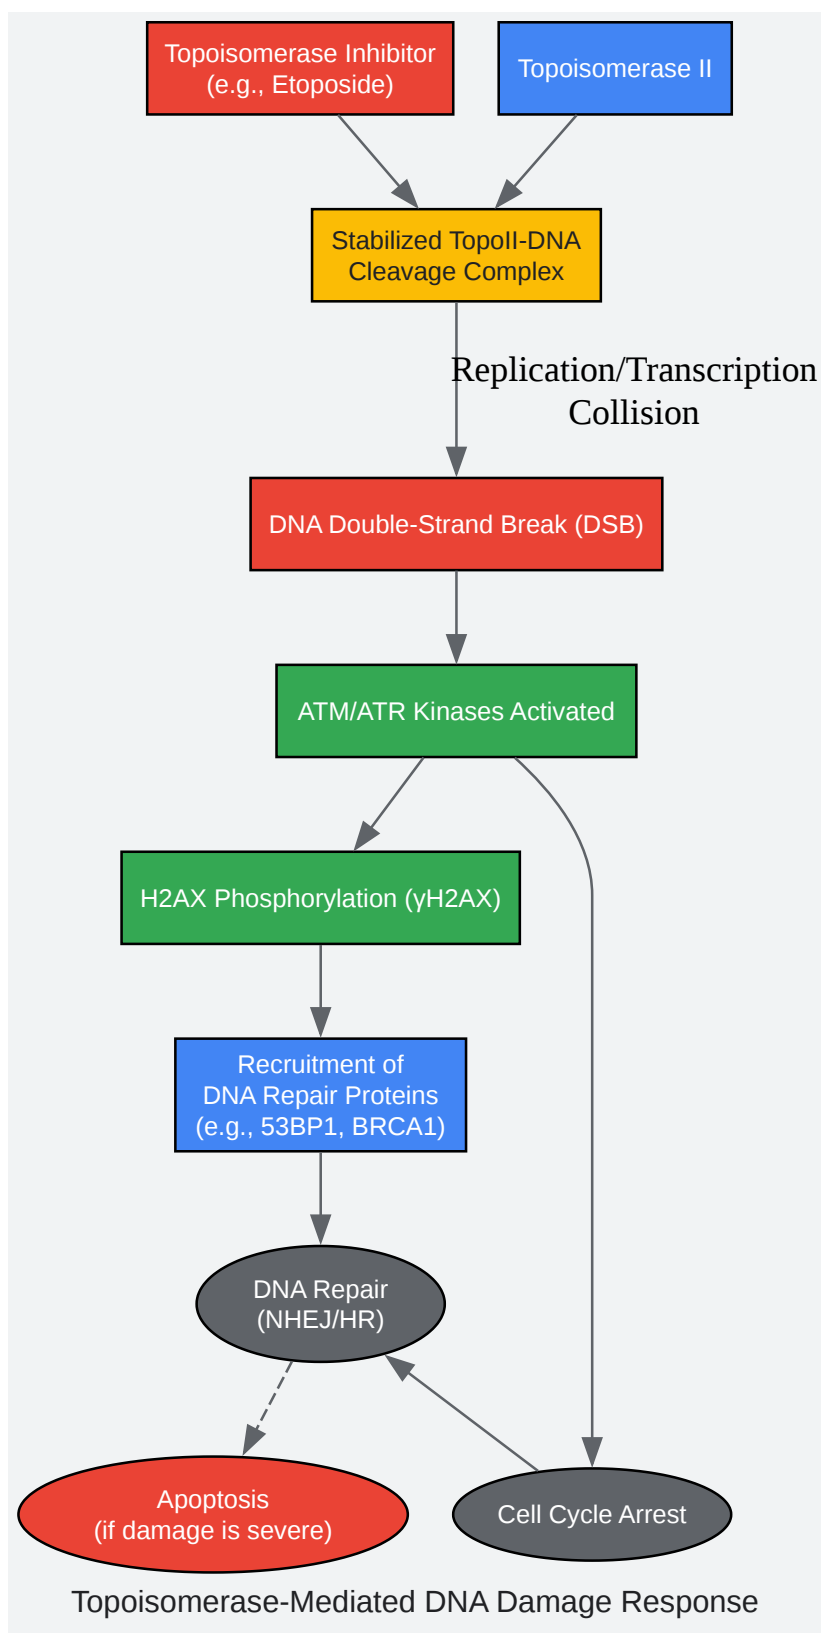 Topoisomerase Inhibitor
(e.g., Etoposide)
Topoisomerase II
Stabilized TopoII-DNA
Cleavage Complex
Replication/Transcription
Collision
DNA Double-Strand Break (DSB)
ATM/ATR Kinases Activated
H2AX Phosphorylation (γH2AX)
Recruitment of
DNA Repair Proteins
(e.g., 53BP1, BRCA1)
DNA Repair
(NHEJ/HR)
Apoptosis
(if damage is severe)
Cell Cycle Arrest
Topoisomerase-Mediated DNA Damage Response